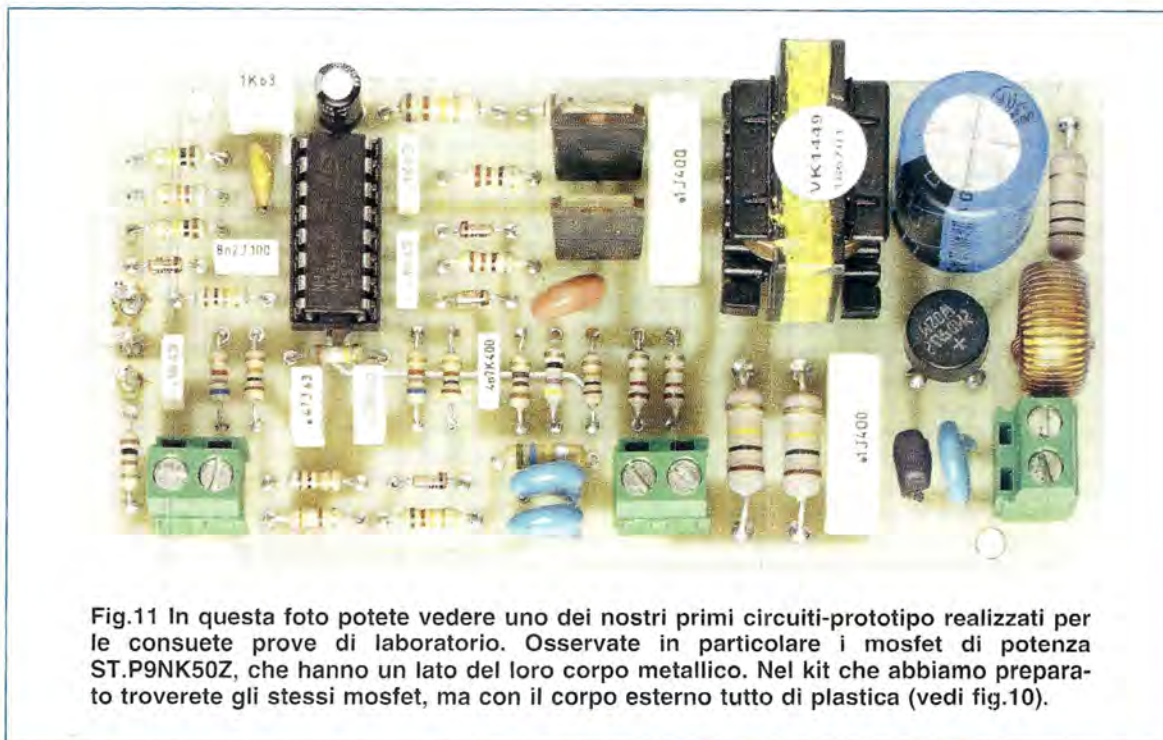 1K63
8n2J100
.1J400
VK1449
4n7K400
.47J63
.1J400
Fig.11 In questa foto potete vedere uno dei nostri primi circuiti-prototipo realizzati per
le consuete prove di laboratorio. Osservate in particolare i mosfet di potenza
ST.P9NK50Z, che hanno un lato del loro corpo metallico. Nel kit che abbiamo prepara-
to troverete gli stessi mosfet, ma con il corpo esterno tutto di plastica (vedi fig.10).